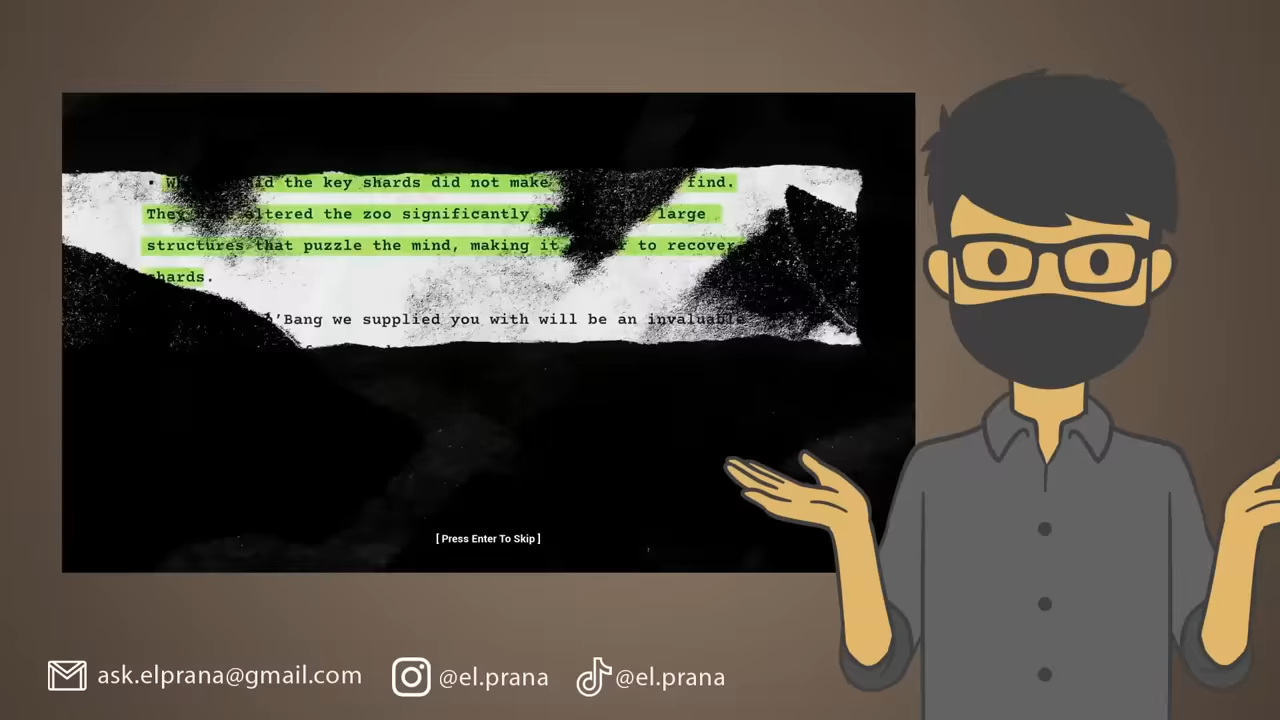 the key shards did not make find.
They altered the zoo significantly large
structures that puzzle the mind, making it to recover
shards.
'Bang we supplied you with will be an invaluable
[ Press Enter To Skip ]
ask.elprana@gmail.com @el.prana @el.prana